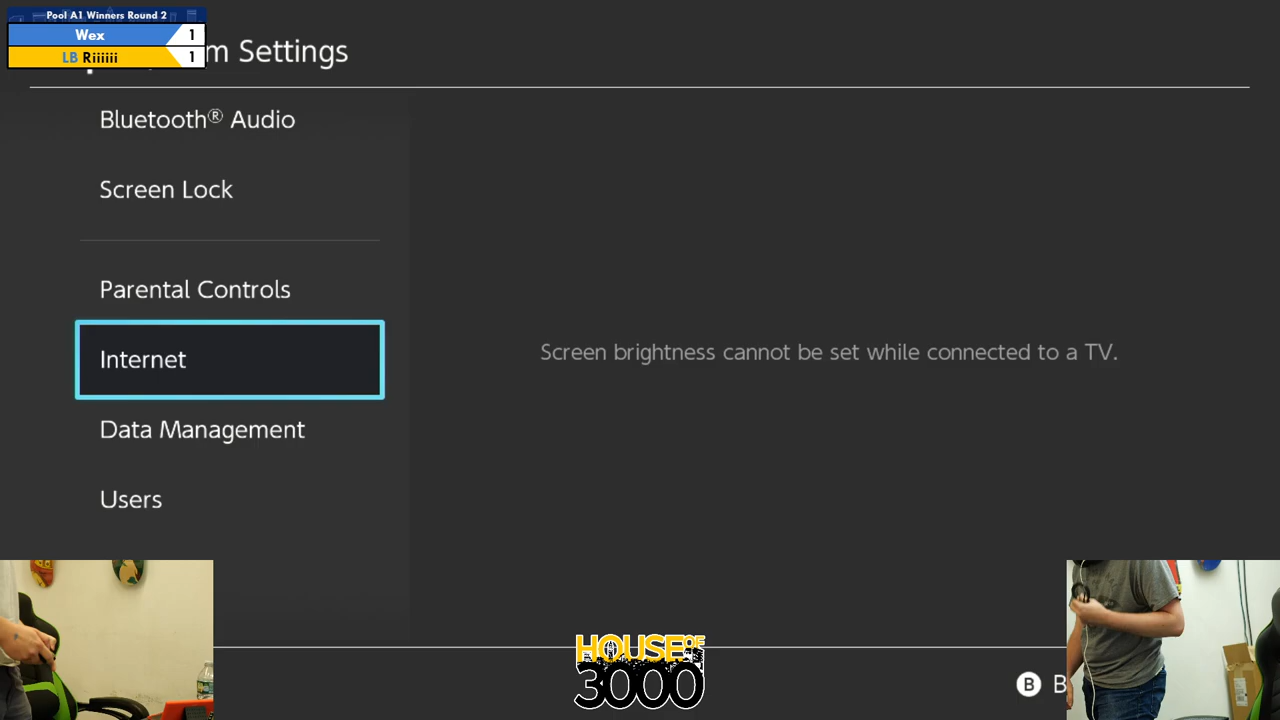 Pool A1 Winners Round 2
Wex 1
LB Riiiiii 1
m Settings
Bluetooth® Audio
Screen Lock
Parental Controls
Internet
Data Management
Users
Screen brightness cannot be set while connected to a TV.
HOUSE OF
3000
B B